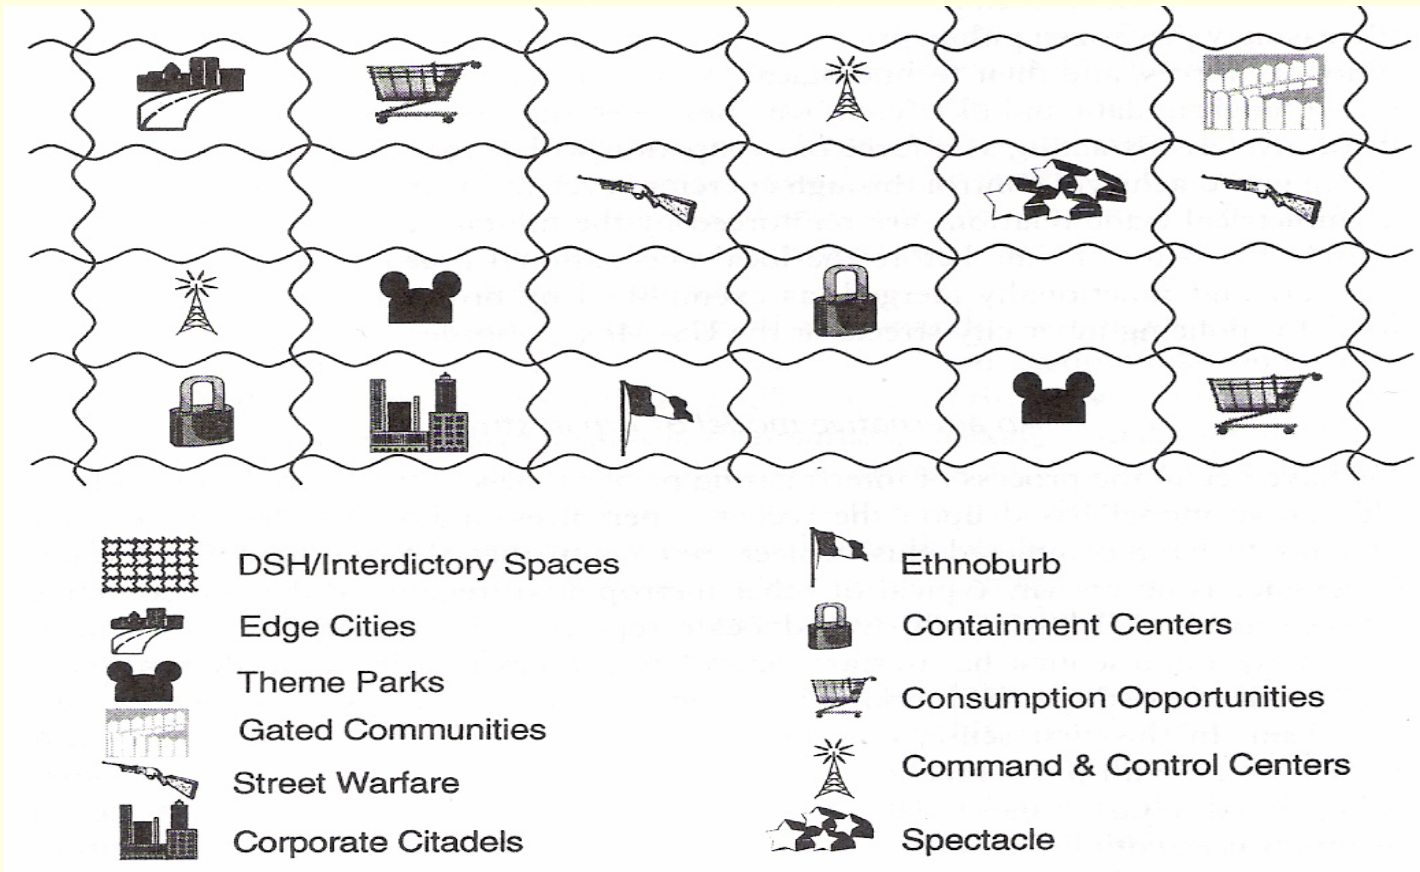 DSH/Interdictory Spaces
Edge Cities
Theme Parks
Gated Communities
Street Warfare
Corporate Citadels
Ethnoburb
Containment Centers
Consumption Opportunities
Command & Control Centers
Spectacle